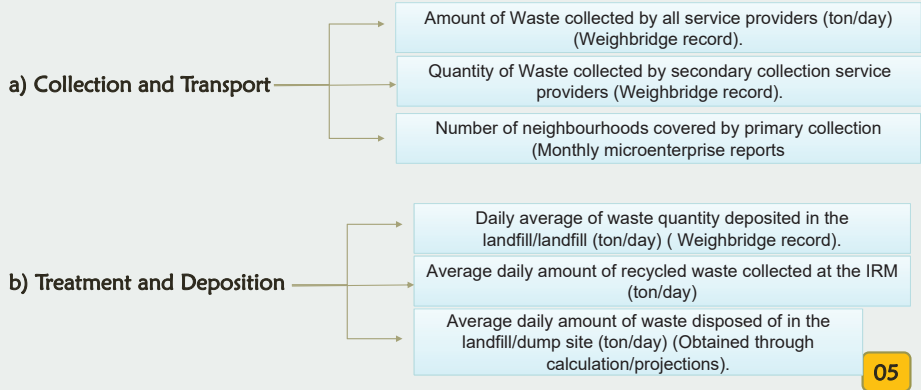 a) Collection and Transport
Amount of Waste collected by all service providers (ton/day)
(Weighbridge record).
Quantity of Waste collected by secondary collection service
providers (Weighbridge record).
Number of neighbourhoods covered by primary collection
(Monthly microenterprise reports
b) Treatment and Deposition
Daily average of waste quantity deposited in the
landfill/landfill (ton/day) ( Weighbridge record).
Average daily amount of recycled waste collected at the IRM
(ton/day)
Average daily amount of waste disposed of in the
landfill/dump site (ton/day) (Obtained through
calculation/projections).
05